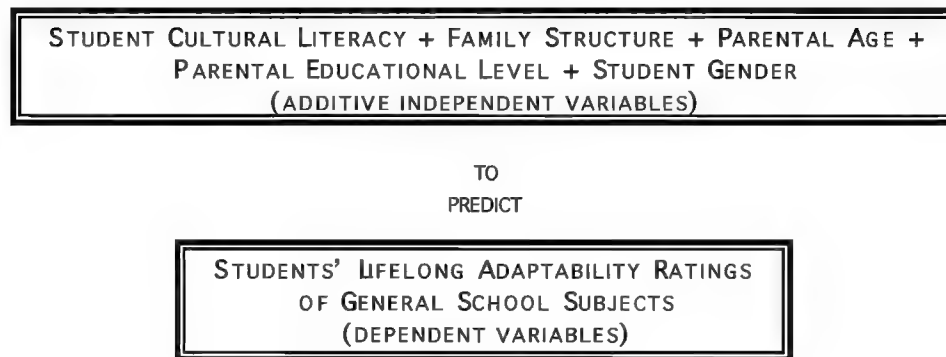 STUDENT CULTURAL LITERACY + FAMILY STRUCTURE + PARENTAL AGE +
PARENTAL EDUCATIONAL LEVEL + STUDENT GENDER
(ADDITIVE INDEPENDENT VARIABLES)
TO
PREDICT
STUDENTS' LIFELONG ADAPTABILITY RATINGS
OF GENERAL SCHOOL SUBJECTS
(DEPENDENT VARIABLES)